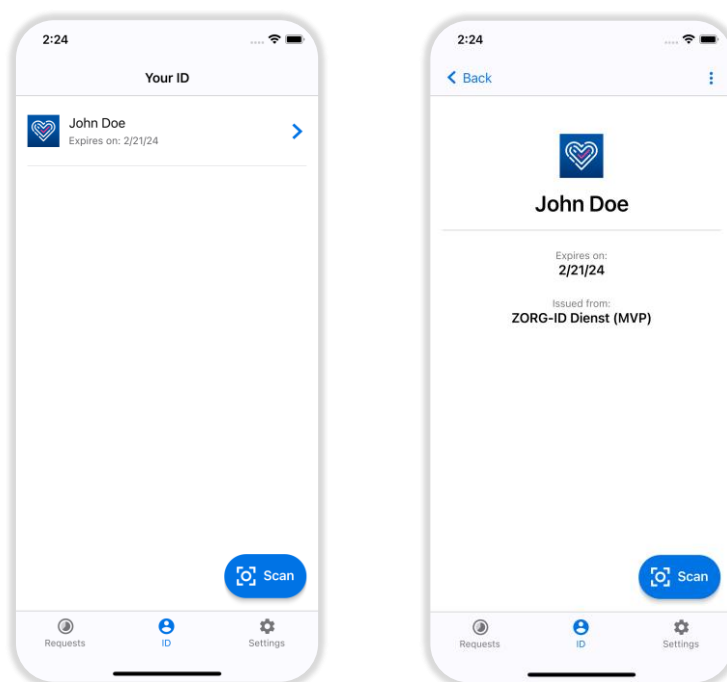 2:24
Your ID
John Doe
Expires on: 2/21/24
Scan
Requests
ID
Settings
2:24
Back
John Doe
Expires on:
2/21/24
Issued from:
ZORG-ID Dienst (MVP)
Scan
Requests
ID
Settings